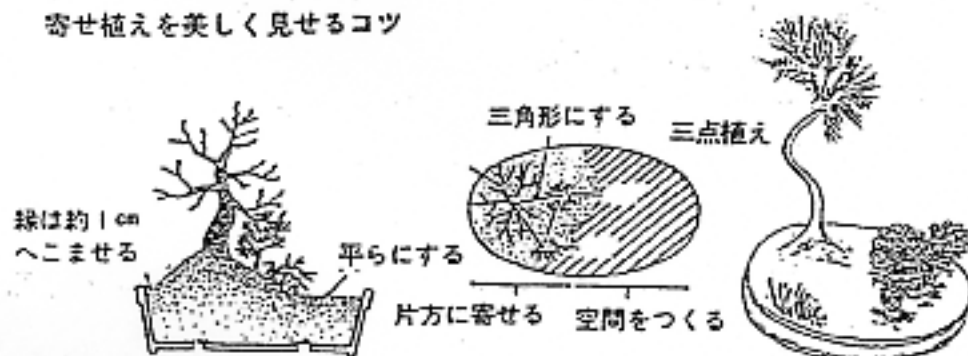 寄せ植えを美しく見せるコツ
三角形にする
三点植え
縁は約1cm
へこませる
平らにする
片方に寄せる
空間をつくる